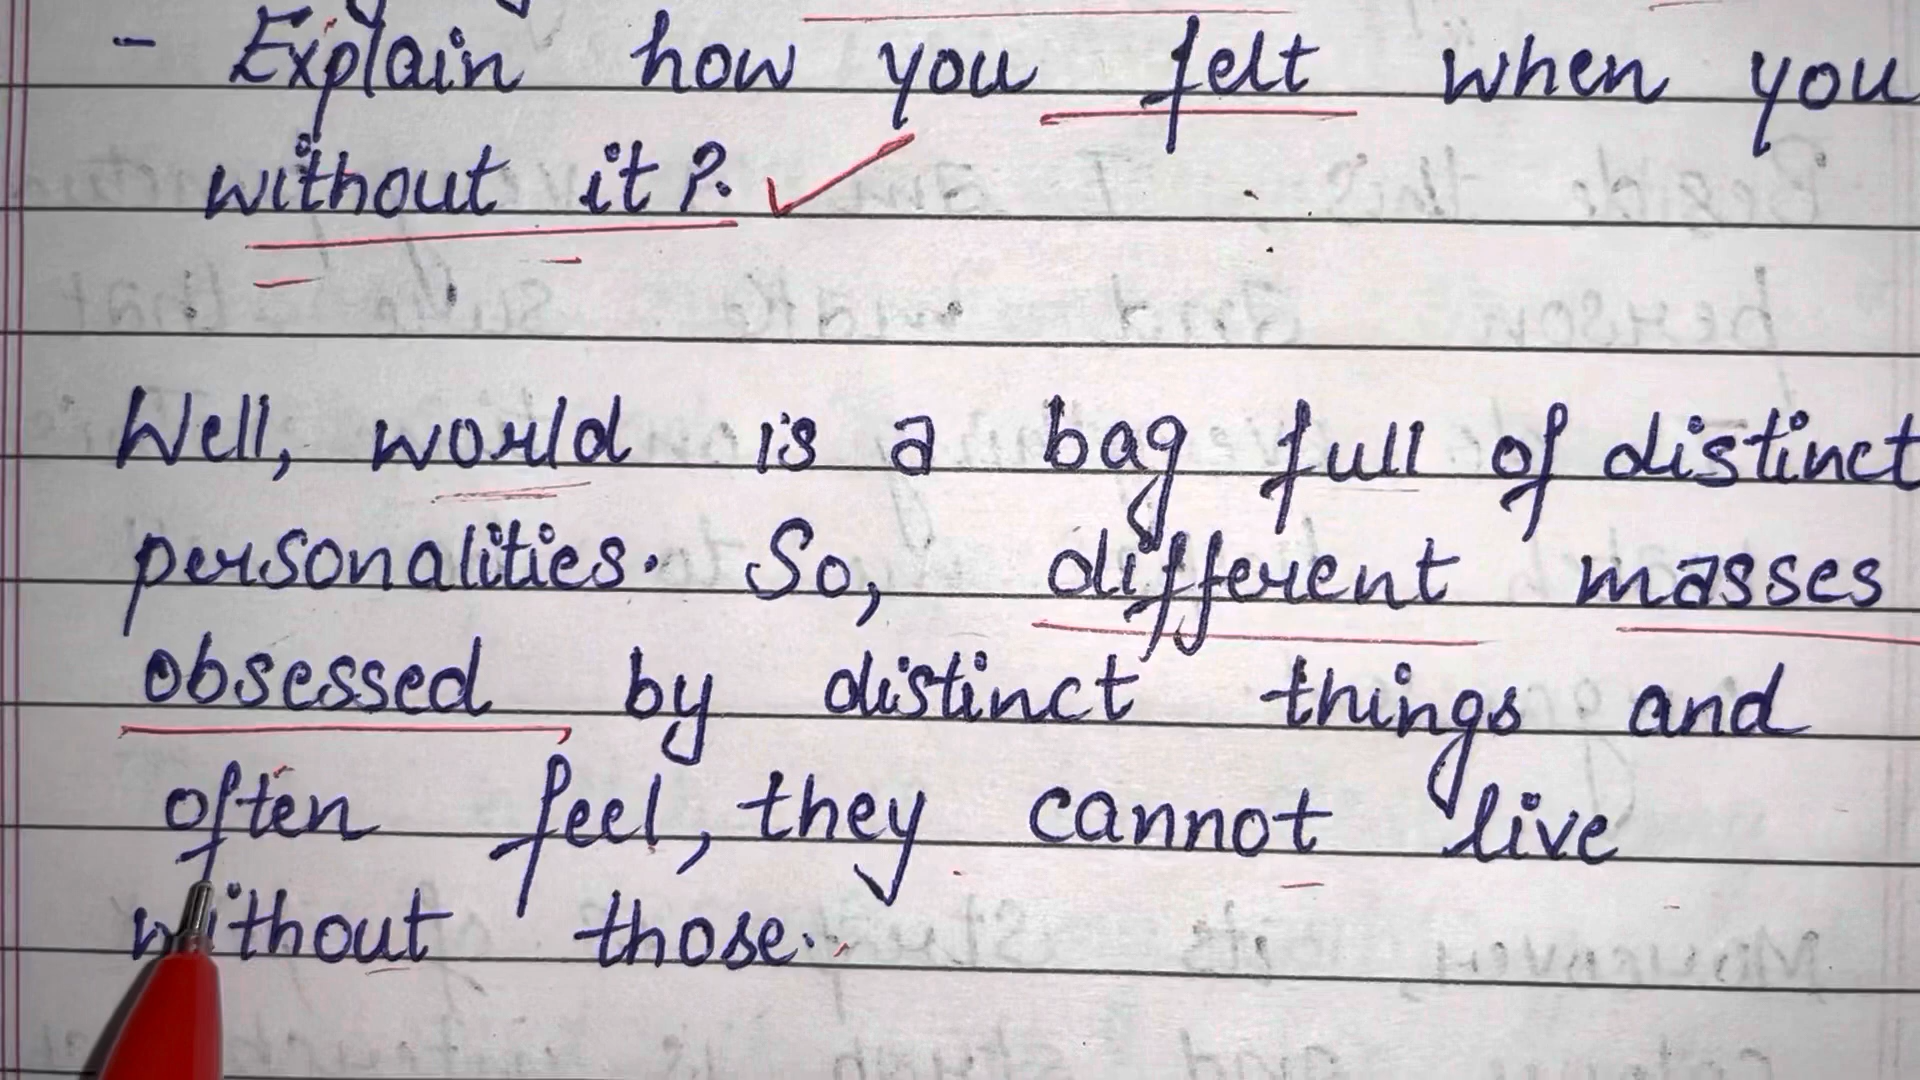 - Explain how you felt when you
without it?.
Well, world is a bag full of distinct
personalities. So, different masses
obsessed by distinct things and
often feel, they cannot live
without those.